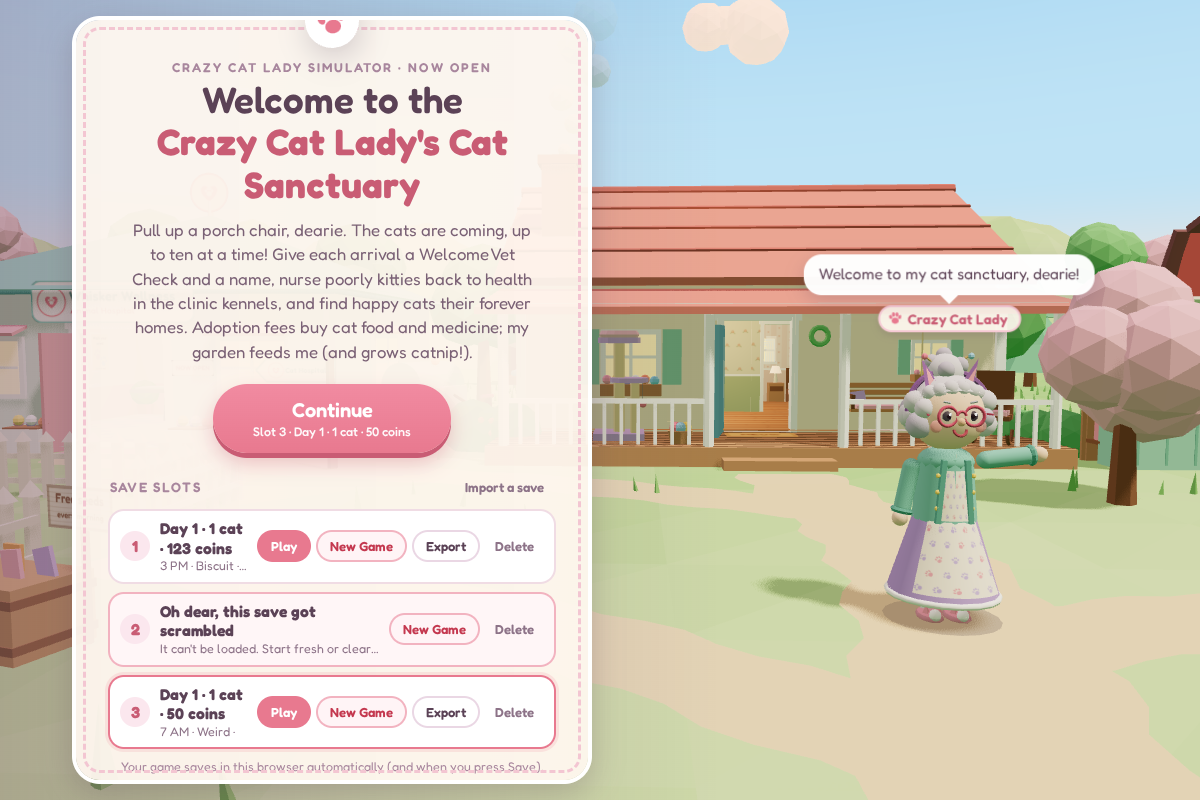 CRAZY CAT LADY SIMULATOR · NOW OPEN
Welcome to the
Crazy Cat Lady's Cat
Sanctuary
Pull up a porch chair, dearie. The cats are coming, up
to ten at a time! Give each arrival a Welcome Vet
Check and a name, nurse poorly kitties back to health
in the clinic kennels, and find happy cats their forever
homes. Adoption fees buy cat food and medicine; my
garden feeds me (and grows catnip!).
Continue
Slot 3 · Day 1 · 1 cat · 50 coins
SAVE SLOTS
Import a save
1
Day 1 · 1 cat
· 123 coins
3 PM · Biscuit ·...
Play
New Game
Export
Delete
2
Oh dear, this save got
scrambled
It can't be loaded. Start fresh or clear...
New Game
Delete
3
Day 1 · 1 cat
· 50 coins
7 AM · Weird ·
Play
New Game
Export
Delete
Your game saves in this browser automatically (and when you press Save).
Welcome to my cat sanctuary, dearie!
Crazy Cat Lady